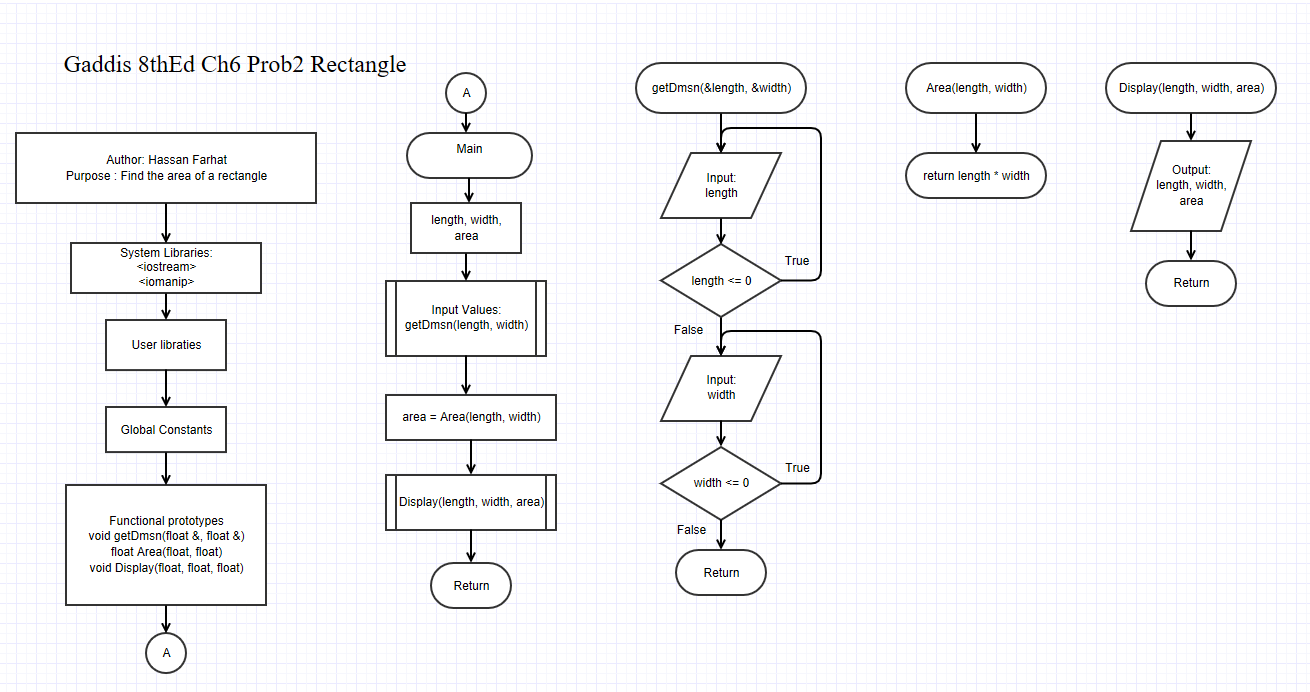 Gaddis 8thEd Ch6 Prob2 Rectangle
Author: Hassan Farhat
Purpose : Find the area of a rectangle
System Libraries:
<iostream>
<iomanip>
User libraties
Global Constants
Functional prototypes
void getDmsn(float &, float &)
float Area(float, float)
void Display(float, float, float)
A
A
Main
length, width,
area
Input Values:
getDmsn(length, width)
area = Area(length, width)
Display(length, width, area)
Return
getDmsn(&length, &width)
Input:
length
length <= 0
True
False
Input:
width
width <= 0
True
False
Return
Area(length, width)
return length * width
Display(length, width, area)
Output:
length, width,
area
Return